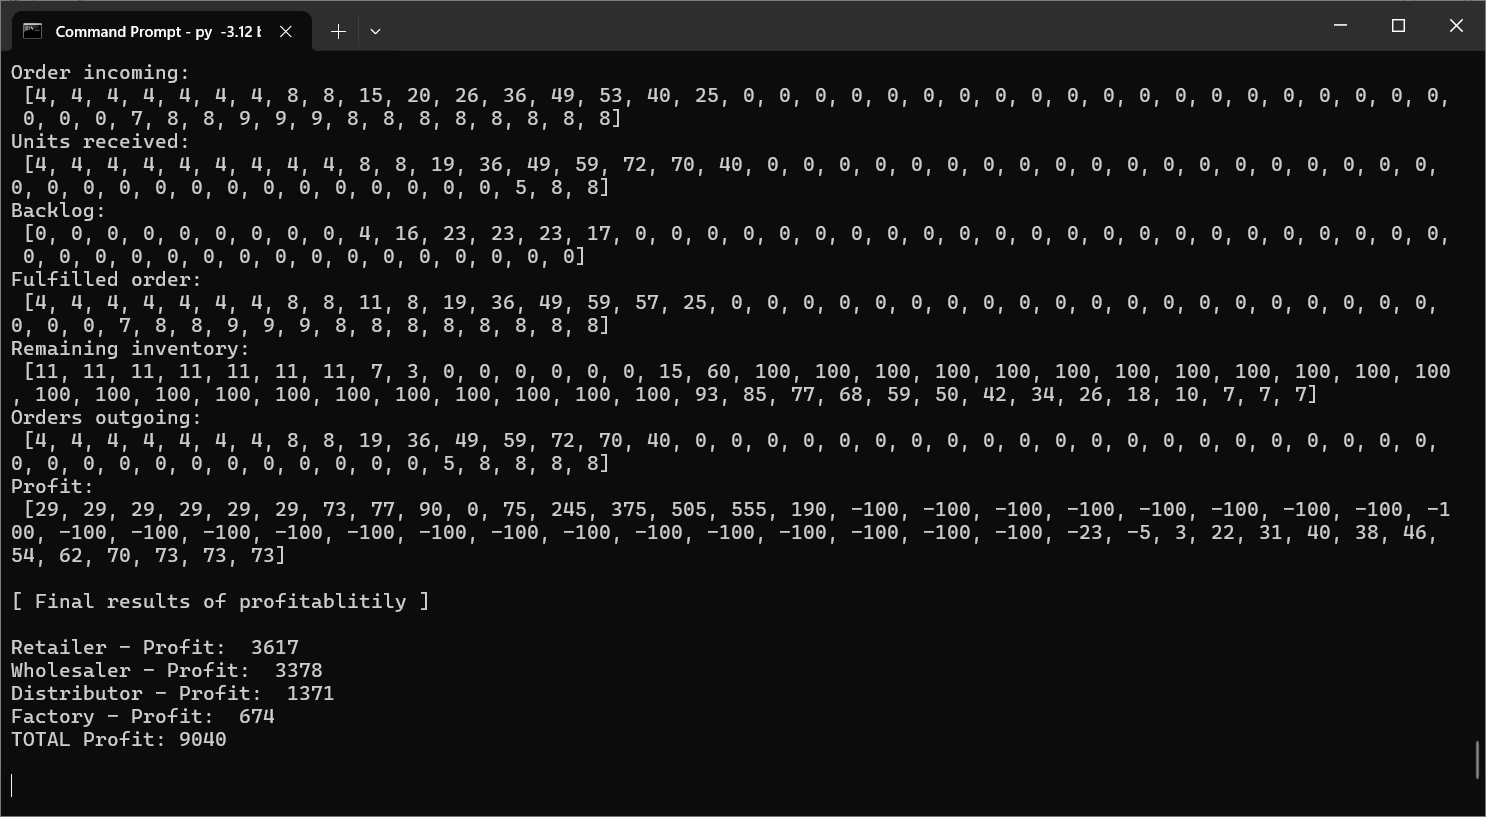 Command Prompt - py -3.12 b
Order incoming:
[4, 4, 4, 4, 4, 4, 4, 8, 8, 15, 20, 26, 36, 49, 53, 40, 25, 0, 0, 0, 0, 0, 0, 0, 0, 0, 0, 0, 0, 0, 0, 0, 0, 0, 0, 0, 0,
0, 0, 0, 7, 8, 8, 9, 9, 9, 8, 8, 8, 8, 8, 8, 8, 8]
Units received:
[4, 4, 4, 4, 4, 4, 4, 4, 4, 8, 8, 19, 36, 49, 59, 72, 70, 40, 0, 0, 0, 0, 0, 0, 0, 0, 0, 0, 0, 0, 0, 0, 0, 0, 0, 0, 0,
0, 0, 0, 0, 0, 0, 0, 0, 0, 0, 0, 0, 0, 0, 5, 8, 8]
Backlog:
[0, 0, 0, 0, 0, 0, 0, 0, 0, 4, 16, 23, 23, 23, 17, 0, 0, 0, 0, 0, 0, 0, 0, 0, 0, 0, 0, 0, 0, 0, 0, 0, 0, 0, 0, 0, 0, 0,
0, 0, 0, 0, 0, 0, 0, 0, 0, 0, 0, 0, 0, 0, 0, 0]
Fulfilled order:
[4, 4, 4, 4, 4, 4, 4, 8, 8, 11, 8, 19, 36, 49, 59, 57, 25, 0, 0, 0, 0, 0, 0, 0, 0, 0, 0, 0, 0, 0, 0, 0, 0, 0, 0, 0, 0,
0, 0, 0, 7, 8, 8, 9, 9, 9, 8, 8, 8, 8, 8, 8, 8, 8]
Remaining inventory:
[11, 11, 11, 11, 11, 11, 11, 7, 3, 0, 0, 0, 0, 0, 0, 15, 60, 100, 100, 100, 100, 100, 100, 100, 100, 100, 100, 100, 100
, 100, 100, 100, 100, 100, 100, 100, 100, 100, 100, 100, 93, 85, 77, 68, 59, 50, 42, 34, 26, 18, 10, 7, 7, 7]
Orders outgoing:
[4, 4, 4, 4, 4, 4, 4, 8, 8, 19, 36, 49, 59, 72, 70, 40, 0, 0, 0, 0, 0, 0, 0, 0, 0, 0, 0, 0, 0, 0, 0, 0, 0, 0, 0, 0, 0,
0, 0, 0, 0, 0, 0, 0, 0, 0, 0, 0, 0, 5, 8, 8, 8, 8]
Profit:
[29, 29, 29, 29, 29, 29, 73, 77, 90, 0, 75, 245, 375, 505, 555, 190, -100, -100, -100, -100, -100, -100, -100, -100, -1
00, -100, -100, -100, -100, -100, -100, -100, -100, -100, -100, -100, -100, -100, -100, -23, -5, 3, 22, 31, 40, 38, 46,
54, 62, 70, 73, 73, 73]
[ Final results of profitablitily ]
Retailer - Profit:  3617
Wholesaler - Profit:  3378
Distributor - Profit:  1371
Factory - Profit:  674
TOTAL Profit: 9040